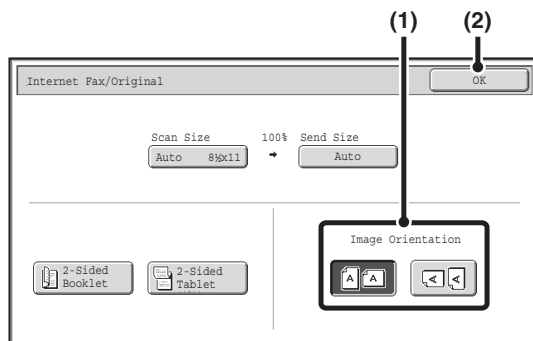 (1) (2)
Internet Fax/Original OK
Scan Size 100% Send Size
Auto 8½x11 → Auto
Image Orientation
2-Sided Booklet
2-Sided Tablet
A A A A